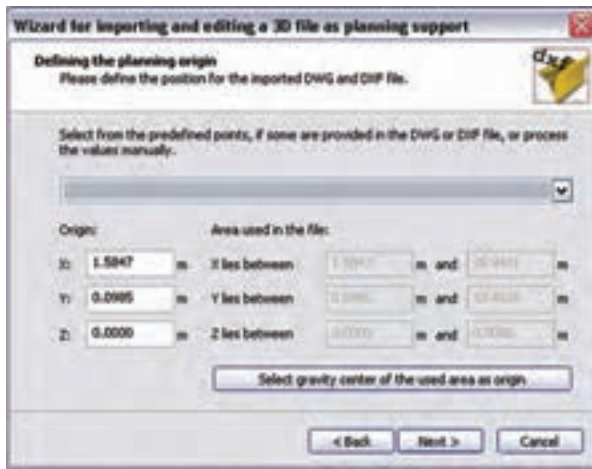 Wizard for importing and editing a 3D file as planning support
Defining the planning origin
Please define the position for the imported DWG and DXF file.
dxf
Select from the predefined points, if some are provided in the DWG or DXF file, or process
the values manually.
Origin: Area used in the file:
X: 1.5847 m X lies between m and m
Y: 0.0985 m Y lies between m and m
Z: 0.0000 m Z lies between 0.0000 m and m
Select gravity center of the used area as origin
< Back Next > Cancel